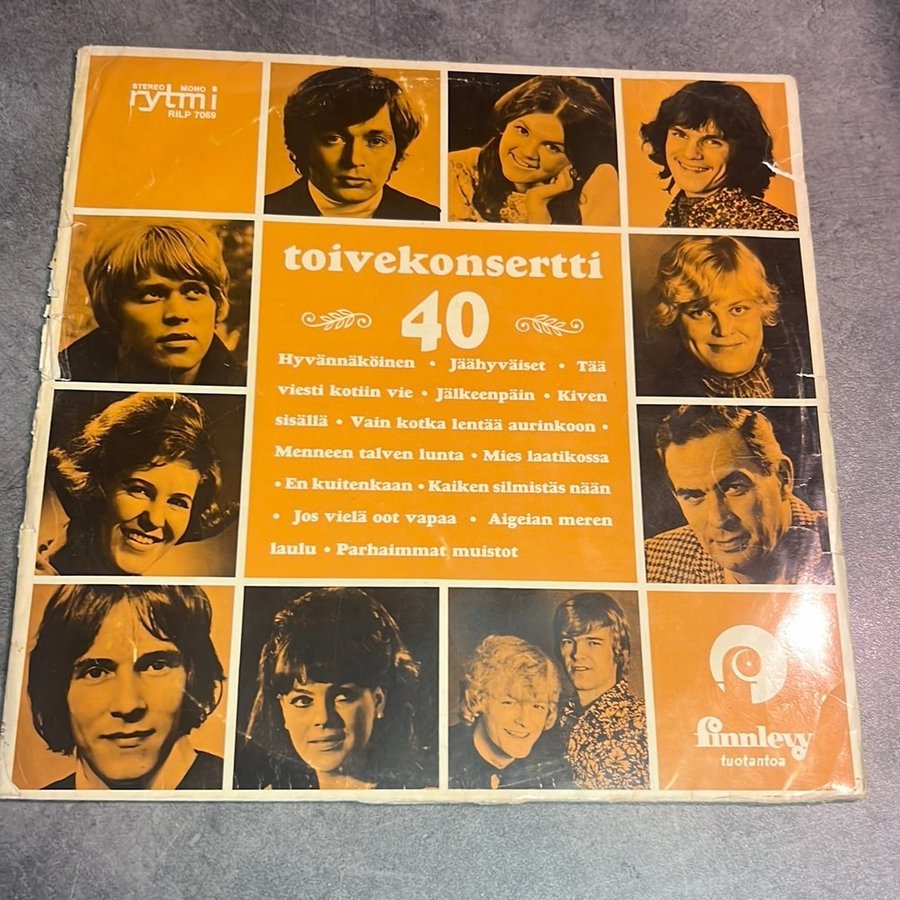 STEREO MONO
rytmi
RILP 7069
toivekonsertti
40
Hyvännäköinen • Jäähyväiset • Tää
viesti kotiin vie • Jälkeenpäin • Kiven
sisällä • Vain kotka lentää aurinkoon •
Menneen talven lunta • Mies laatikossa
• En kuitenkaan • Kaiken silmistäs nään
• Jos vielä oot vapaa • Aigeian meren
laulu • Parhaimmat muistot
finnlevy
tuotantoa